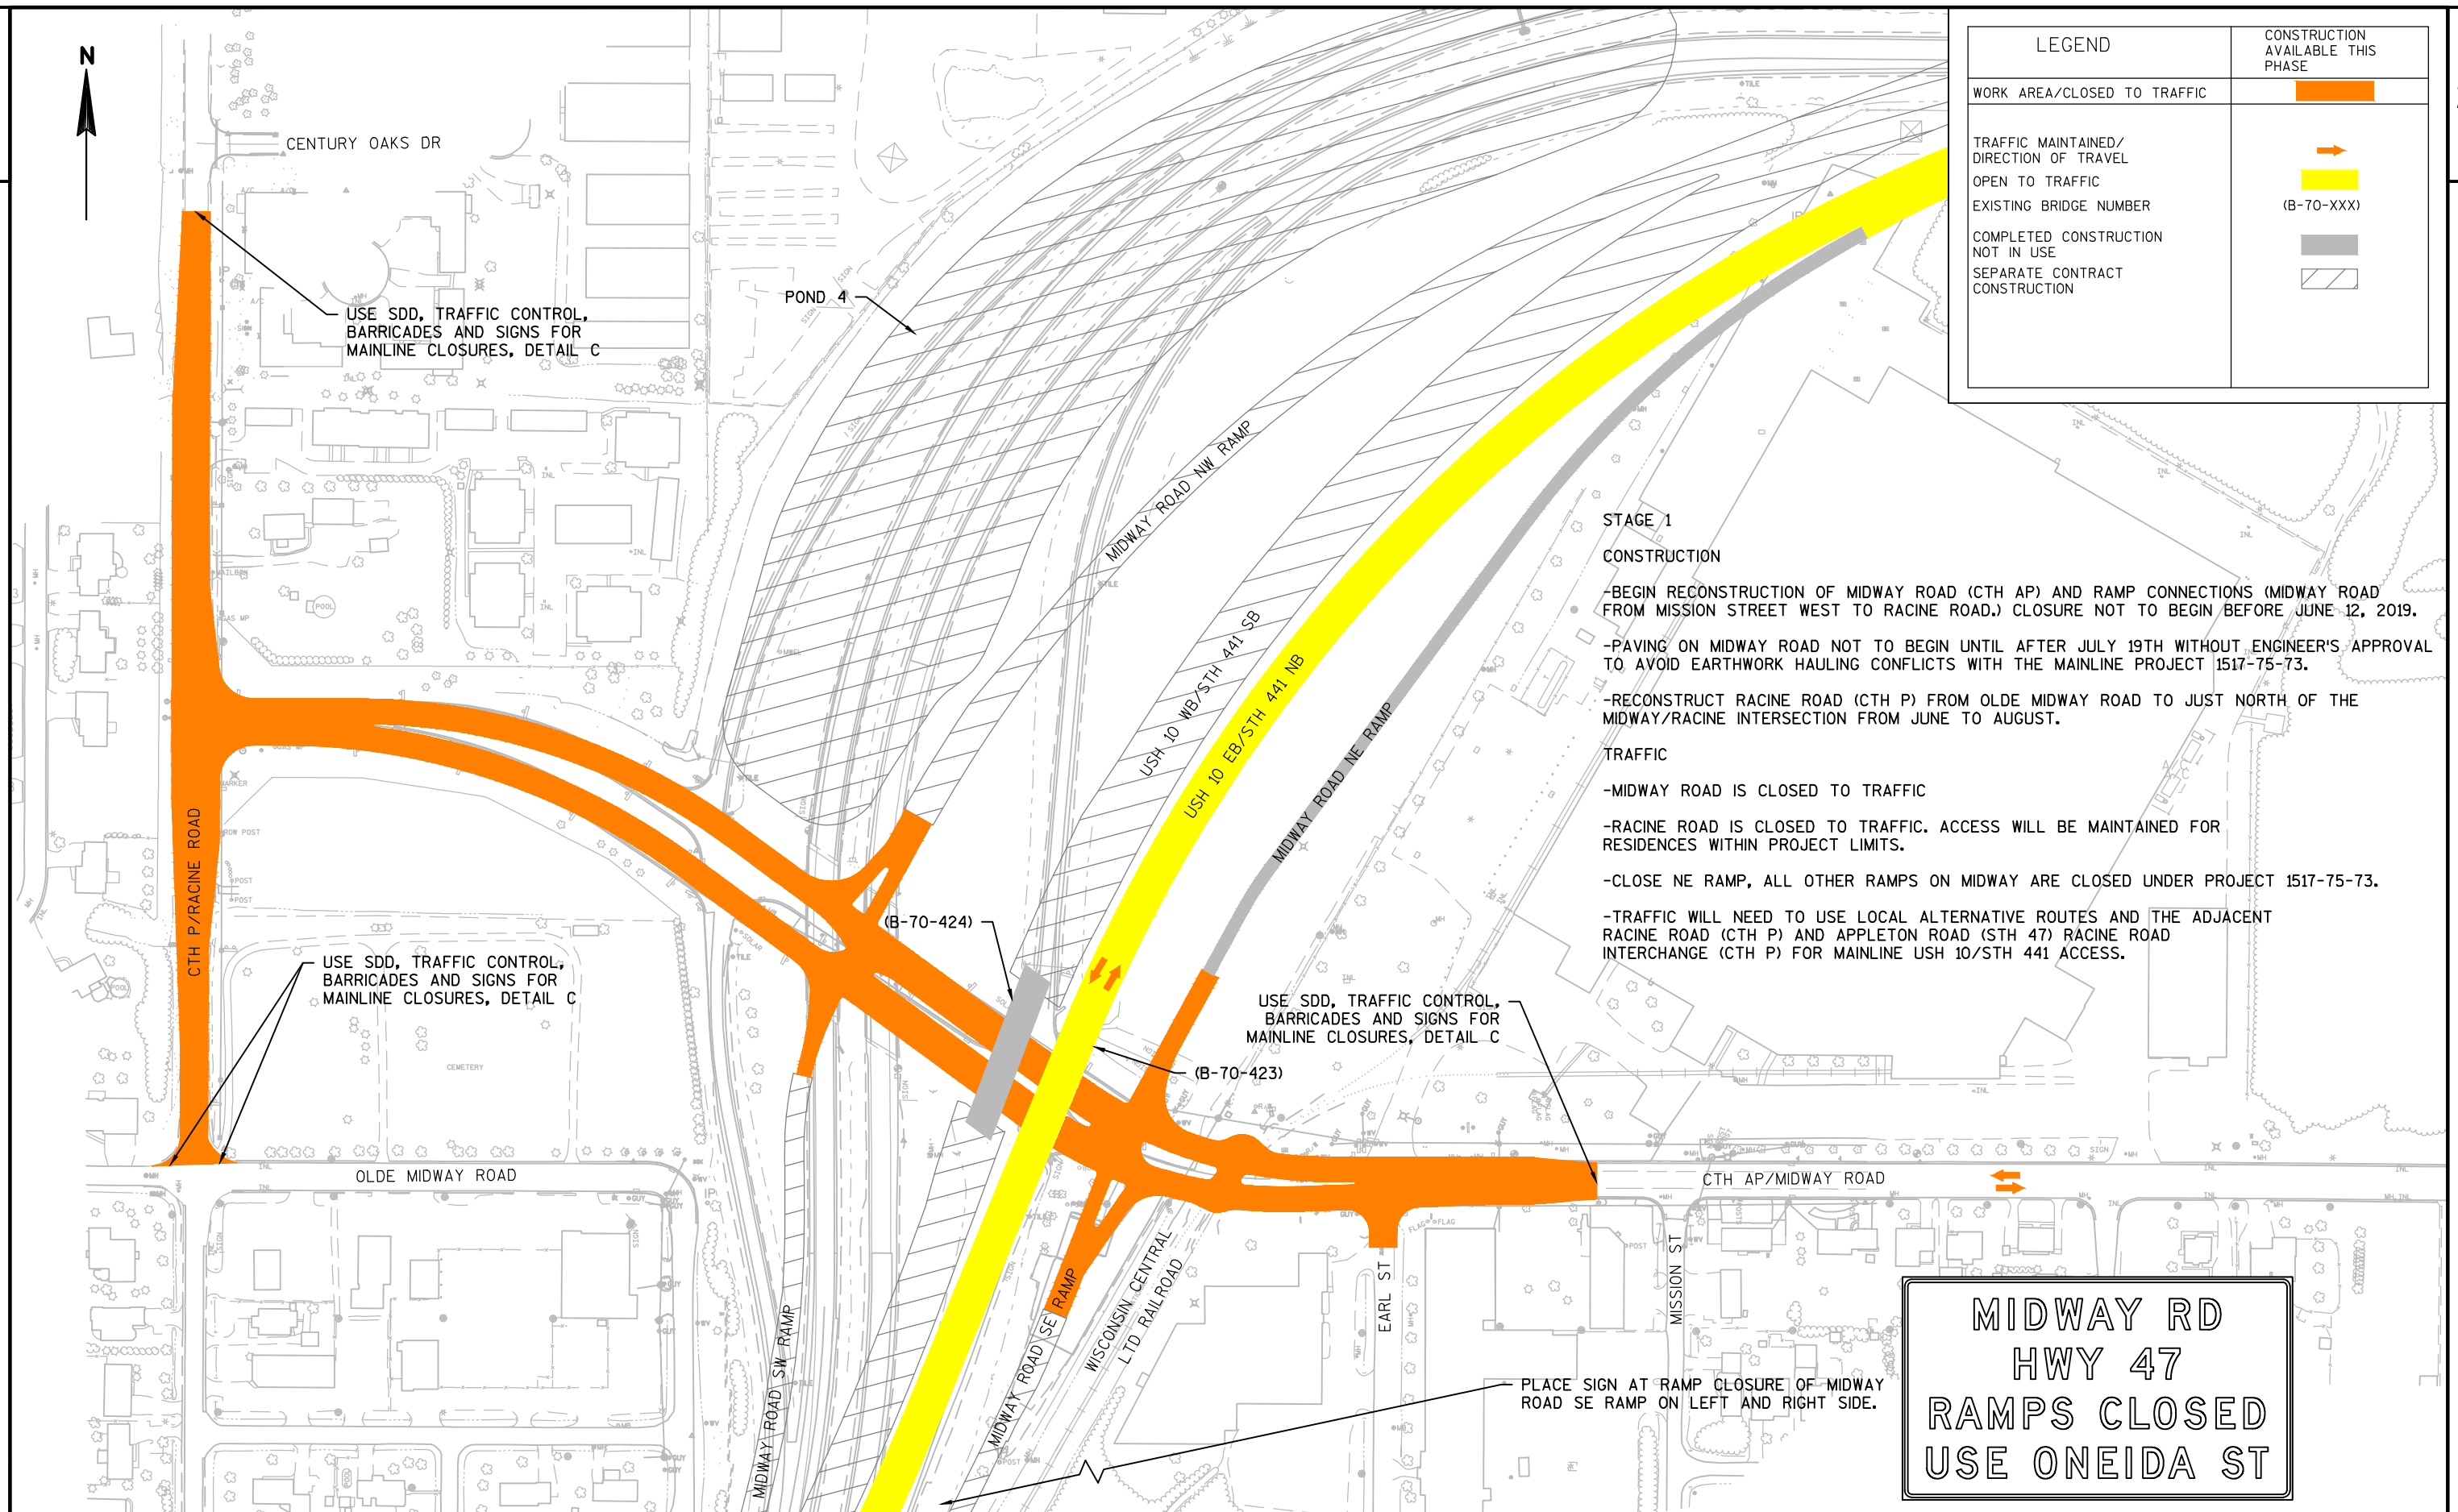 N
LEGEND
CONSTRUCTION
AVAILABLE THIS
PHASE
WORK AREA/CLOSED TO TRAFFIC
TRAFFIC MAINTAINED/
DIRECTION OF TRAVEL
OPEN TO TRAFFIC
EXISTING BRIDGE NUMBER
(B-70-XXX)
COMPLETED CONSTRUCTION
NOT IN USE
SEPARATE CONTRACT
CONSTRUCTION
CENTURY OAKS DR
USE SDD, TRAFFIC CONTROL,
BARRICADES AND SIGNS FOR
MAINLINE CLOSURES, DETAIL C
POND 4
MIDWAY ROAD NW RAMP
USH 10 WB/STH 441 SB
USH 10 EB/STH 441 NB
MIDWAY ROAD NE RAMP
STAGE 1
CONSTRUCTION
-BEGIN RECONSTRUCTION OF MIDWAY ROAD (CTH AP) AND RAMP CONNECTIONS (MIDWAY ROAD
FROM MISSION STREET WEST TO RACINE ROAD.) CLOSURE NOT TO BEGIN BEFORE JUNE 12, 2019.
-PAVING ON MIDWAY ROAD NOT TO BEGIN UNTIL AFTER JULY 19TH WITHOUT ENGINEER'S APPROVAL
TO AVOID EARTHWORK HAULING CONFLICTS WITH THE MAINLINE PROJECT 1517-75-73.
-RECONSTRUCT RACINE ROAD (CTH P) FROM OLDE MIDWAY ROAD TO JUST NORTH OF THE
MIDWAY/RACINE INTERSECTION FROM JUNE TO AUGUST.
TRAFFIC
-MIDWAY ROAD IS CLOSED TO TRAFFIC
-RACINE ROAD IS CLOSED TO TRAFFIC. ACCESS WILL BE MAINTAINED FOR
RESIDENCES WITHIN PROJECT LIMITS.
-CLOSE NE RAMP, ALL OTHER RAMPS ON MIDWAY ARE CLOSED UNDER PROJECT 1517-75-73.
-TRAFFIC WILL NEED TO USE LOCAL ALTERNATIVE ROUTES AND THE ADJACENT
RACINE ROAD (CTH P) AND APPLETON ROAD (STH 47) RACINE ROAD
INTERCHANGE (CTH P) FOR MAINLINE USH 10/STH 441 ACCESS.
CTH P/RACINE ROAD
(B-70-424)
USE SDD, TRAFFIC CONTROL,
BARRICADES AND SIGNS FOR
MAINLINE CLOSURES, DETAIL C
USE SDD, TRAFFIC CONTROL,
BARRICADES AND SIGNS FOR
MAINLINE CLOSURES, DETAIL C
(B-70-423)
CEMETERY
OLDE MIDWAY ROAD
CTH AP/MIDWAY ROAD
MIDWAY ROAD SW RAMP
MIDWAY ROAD SE RAMP
WISCONSIN CENTRAL
LTD RAILROAD
EARL ST
MISSION ST
PLACE SIGN AT RAMP CLOSURE OF MIDWAY
ROAD SE RAMP ON LEFT AND RIGHT SIDE.
MIDWAY RD
HWY 47
RAMPS CLOSED
USE ONEIDA ST